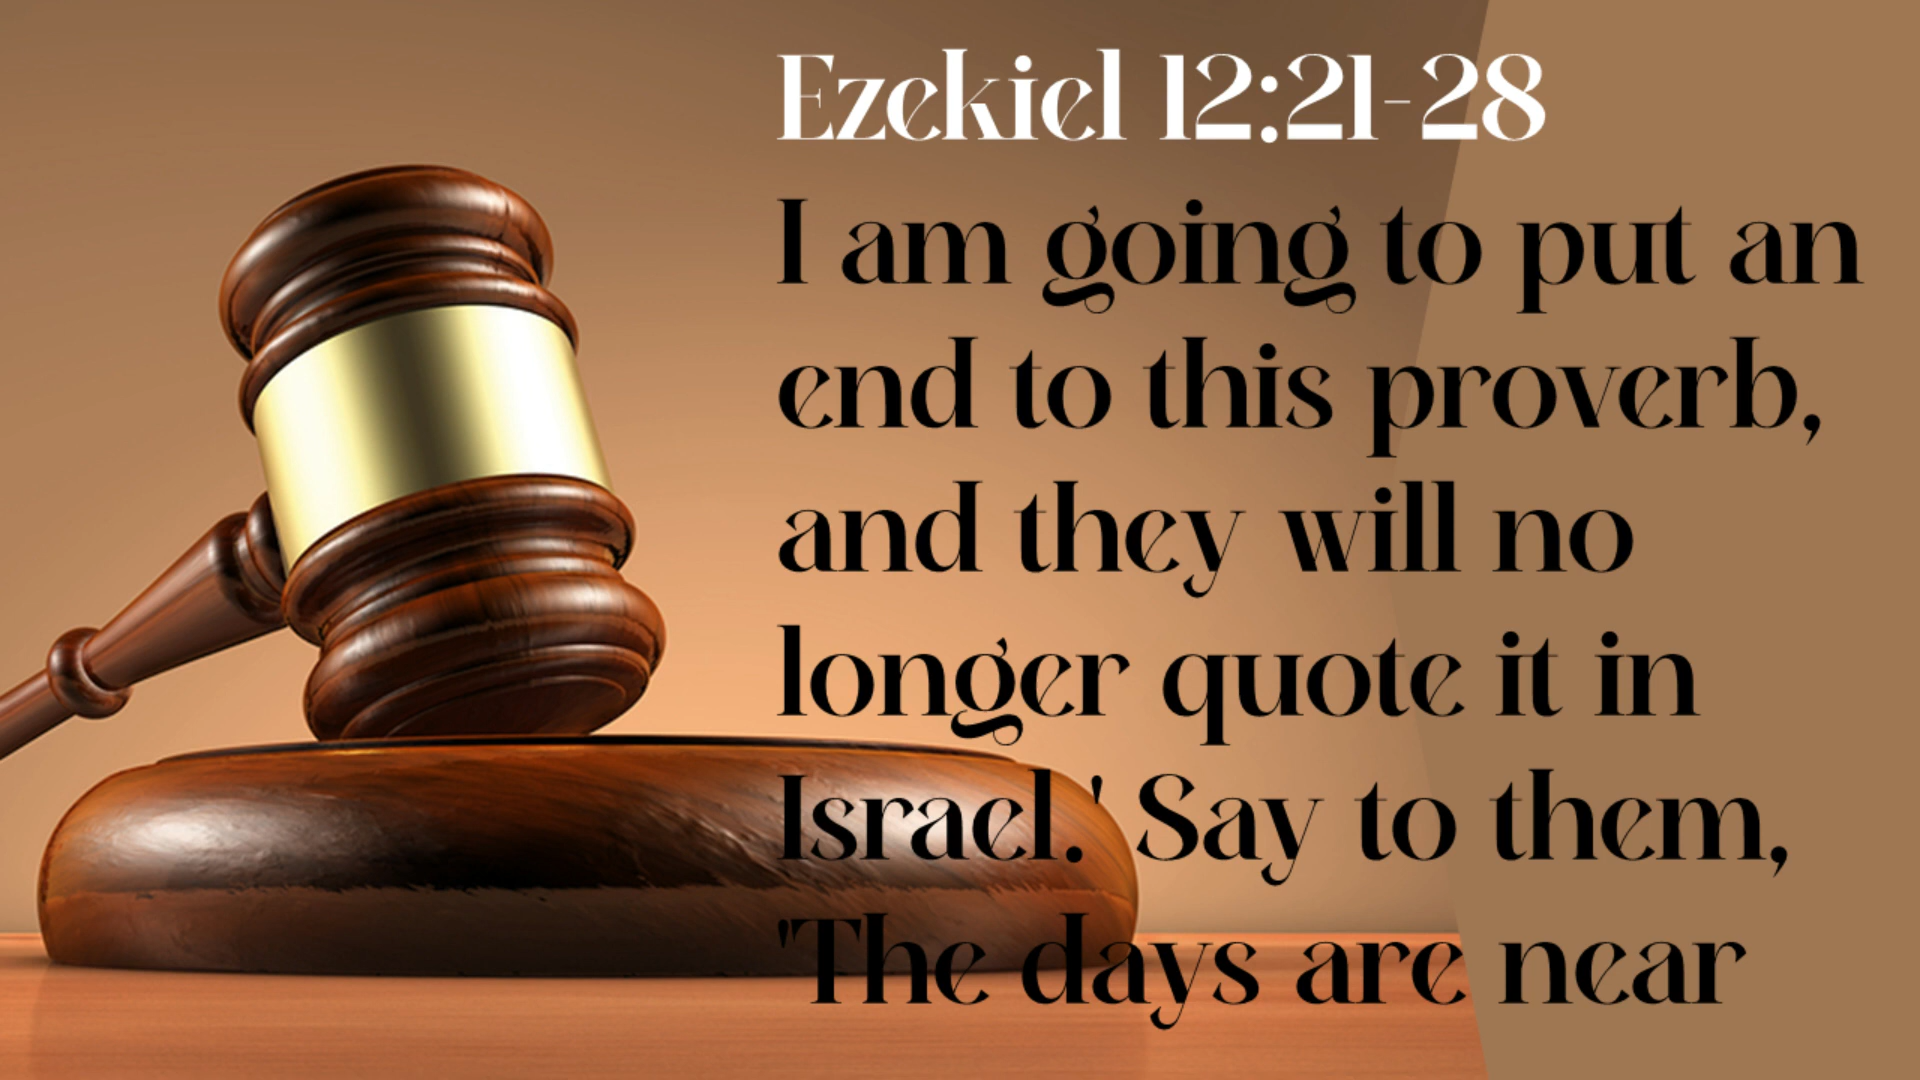 Ezekiel 12:21-28
I am going to put an
end to this proverb,
and they will no
longer quote it in
Israel.' Say to them,
'The days are near